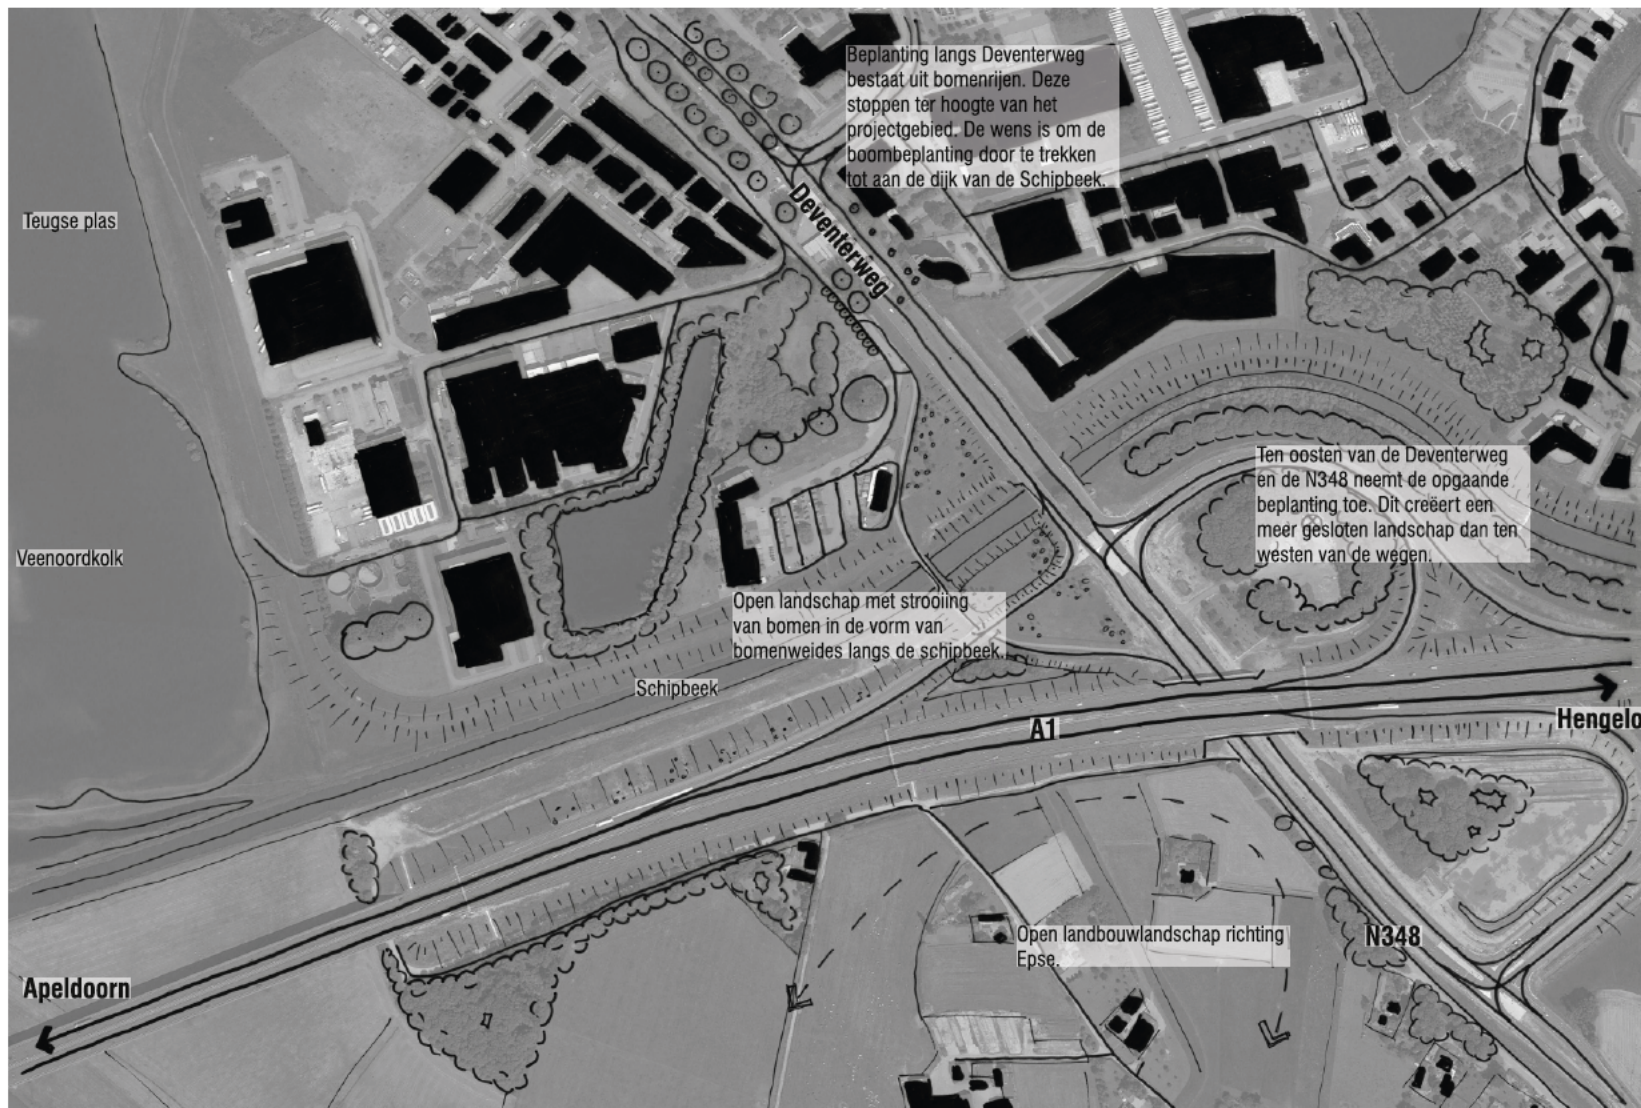 Beplanting langs Deventerweg
bestaat uit bomenrijen. Deze
stoppen ter hoogte van het
projectgebied. De wens is om de
boombeplanting door te trekken
tot aan de dijk van de Schipbeek.
Teugse plas
Deventerweg
Ten oosten van de Deventerweg
en de N348 neemt de opgaande
beplanting toe. Dit creëert een
meer gesloten landschap dan ten
westen van de wegen.
Veenoordkolk
Open landschap met strooiing
van bomen in de vorm van
bomenweides langs de schipbeek.
Schipbeek
A1
Hengelo
Open landbouwlandschap richting
Epse.
N348
Apeldoorn